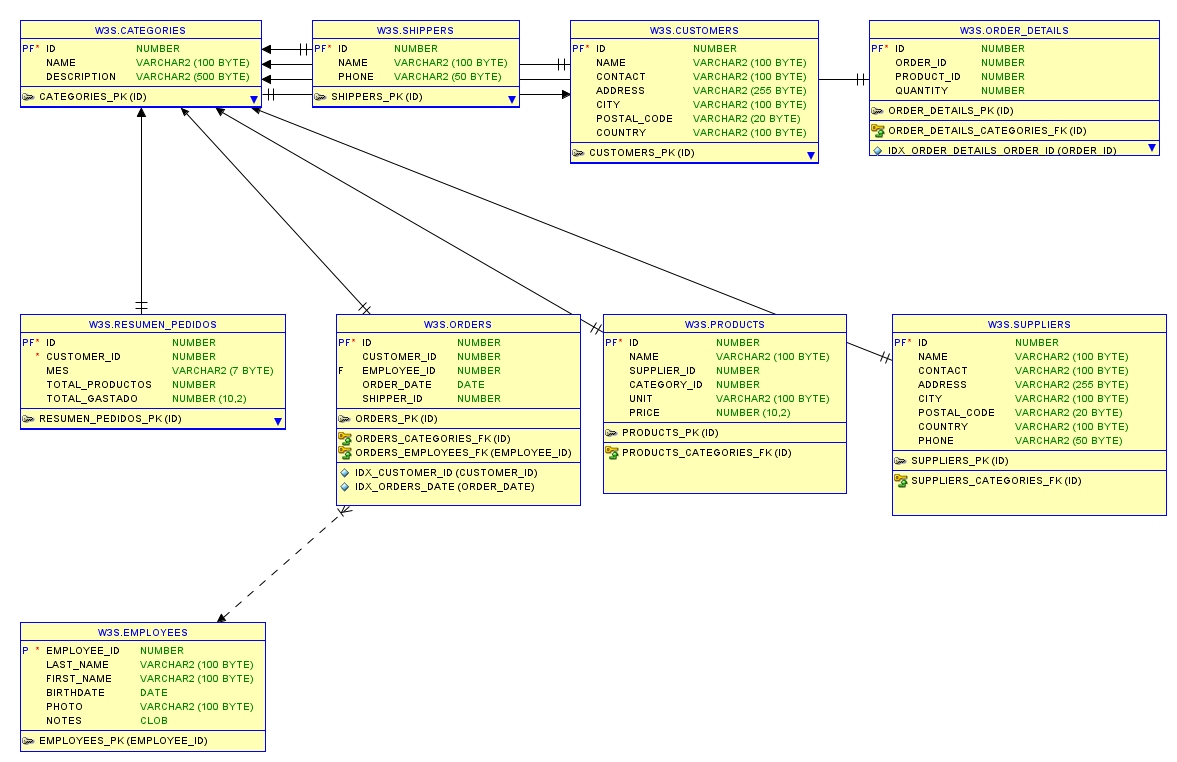 W3S.CATEGORIES
PF* ID NUMBER
NAME VARCHAR2 (100 BYTE)
DESCRIPTION VARCHAR2 (500 BYTE)
CATEGORIES_PK (ID)
W3S.SHIPPERS
PF* ID NUMBER
NAME VARCHAR2 (100 BYTE)
PHONE VARCHAR2 (50 BYTE)
SHIPPERS_PK (ID)
W3S.CUSTOMERS
PF* ID NUMBER
NAME VARCHAR2 (100 BYTE)
CONTACT VARCHAR2 (100 BYTE)
ADDRESS VARCHAR2 (255 BYTE)
CITY VARCHAR2 (100 BYTE)
POSTAL_CODE VARCHAR2 (20 BYTE)
COUNTRY VARCHAR2 (100 BYTE)
CUSTOMERS_PK (ID)
W3S.ORDER_DETAILS
PF* ID NUMBER
ORDER_ID NUMBER
PRODUCT_ID NUMBER
QUANTITY NUMBER
ORDER_DETAILS_PK (ID)
ORDER_DETAILS_CATEGORIES_FK (ID)
IDX_ORDER_DETAILS_ORDER_ID (ORDER_ID)
W3S.RESUMEN_PEDIDOS
PF* ID NUMBER
* CUSTOMER_ID NUMBER
MES VARCHAR2 (7 BYTE)
TOTAL_PRODUCTOS NUMBER
TOTAL_GASTADO NUMBER (10,2)
RESUMEN_PEDIDOS_PK (ID)
W3S.ORDERS
PF* ID NUMBER
CUSTOMER_ID NUMBER
F EMPLOYEE_ID NUMBER
ORDER_DATE DATE
SHIPPER_ID NUMBER
ORDERS_PK (ID)
ORDERS_CATEGORIES_FK (ID)
ORDERS_EMPLOYEES_FK (EMPLOYEE_ID)
IDX_CUSTOMER_ID (CUSTOMER_ID)
IDX_ORDERS_DATE (ORDER_DATE)
W3S.PRODUCTS
PF* ID NUMBER
NAME VARCHAR2 (100 BYTE)
SUPPLIER_ID NUMBER
CATEGORY_ID NUMBER
UNIT VARCHAR2 (100 BYTE)
PRICE NUMBER (10,2)
PRODUCTS_PK (ID)
PRODUCTS_CATEGORIES_FK (ID)
W3S.SUPPLIERS
PF* ID NUMBER
NAME VARCHAR2 (100 BYTE)
CONTACT VARCHAR2 (100 BYTE)
ADDRESS VARCHAR2 (255 BYTE)
CITY VARCHAR2 (100 BYTE)
POSTAL_CODE VARCHAR2 (20 BYTE)
COUNTRY VARCHAR2 (100 BYTE)
PHONE VARCHAR2 (50 BYTE)
SUPPLIERS_PK (ID)
SUPPLIERS_CATEGORIES_FK (ID)
W3S.EMPLOYEES
P * EMPLOYEE_ID NUMBER
LAST_NAME VARCHAR2 (100 BYTE)
FIRST_NAME VARCHAR2 (100 BYTE)
BIRTHDATE DATE
PHOTO VARCHAR2 (100 BYTE)
NOTES CLOB
EMPLOYEES_PK (EMPLOYEE_ID)